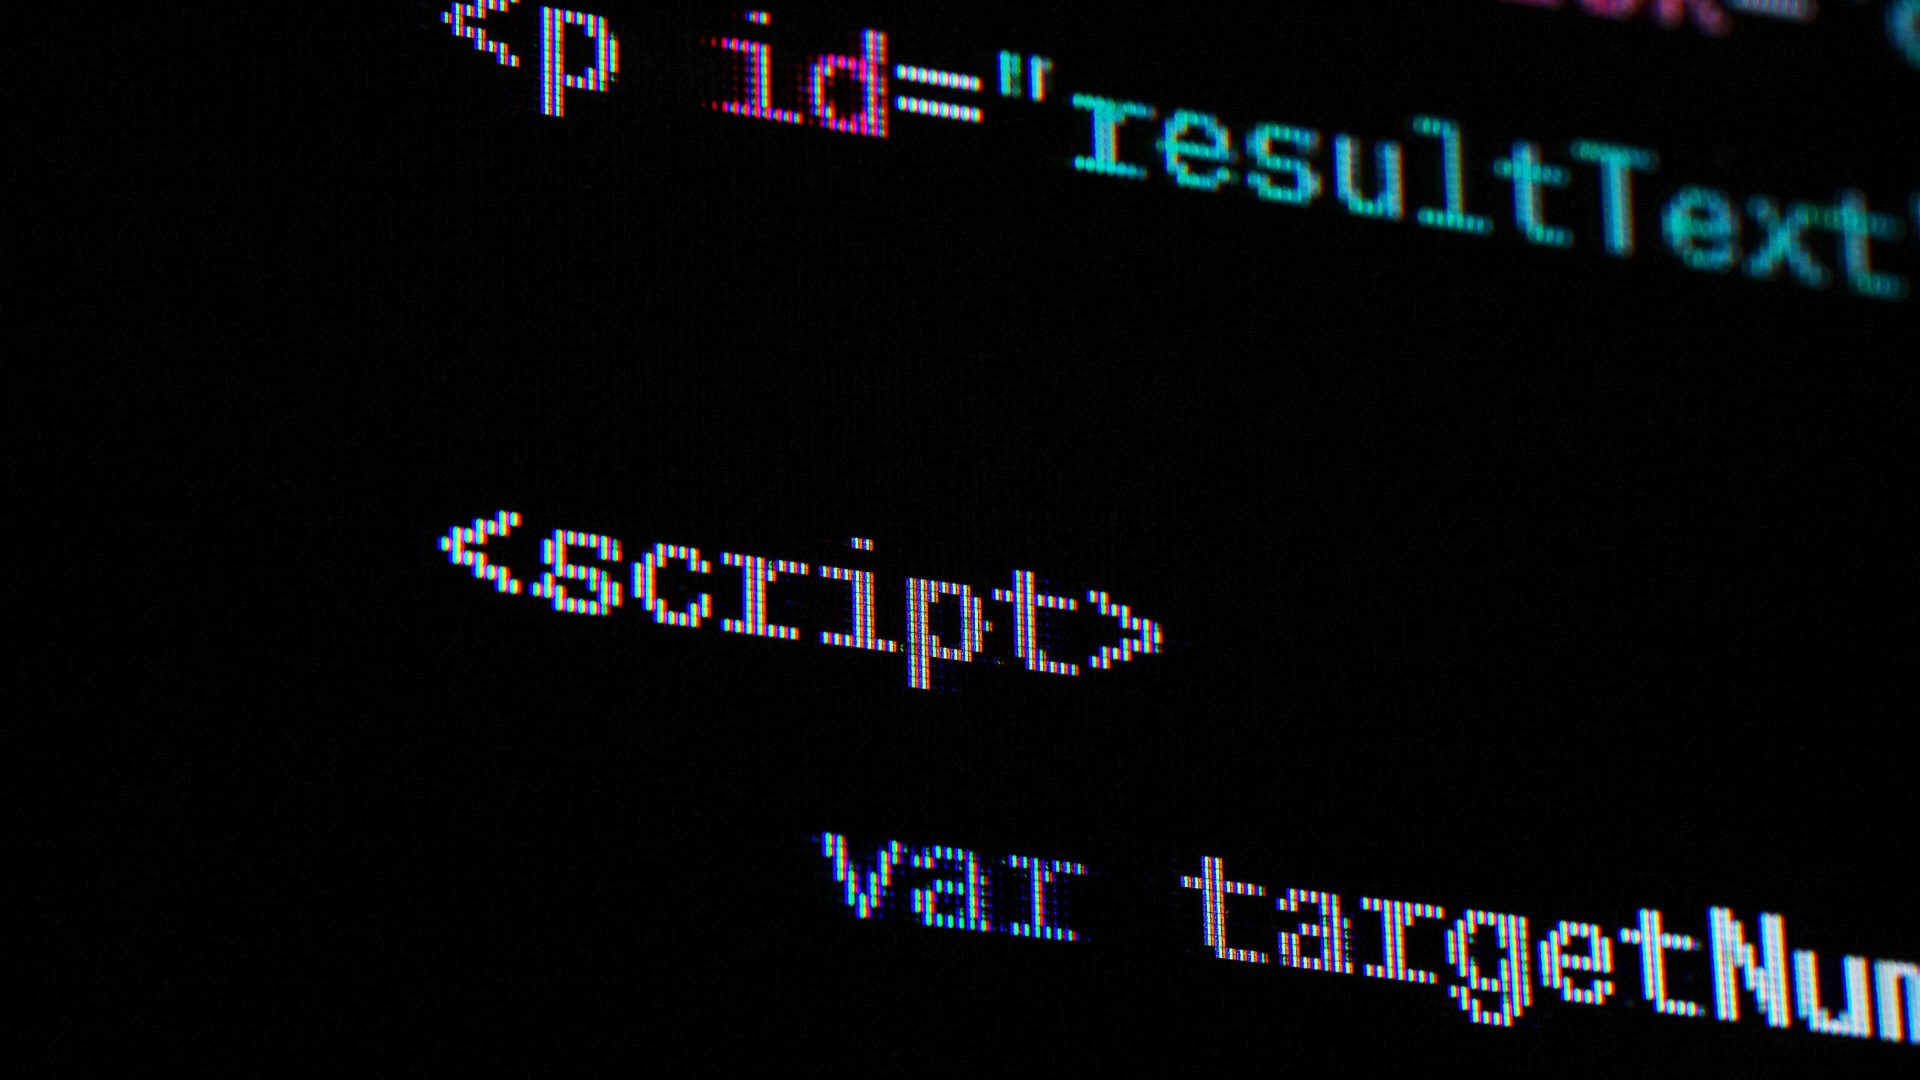 <p id="resultText
<script>
var targetNum